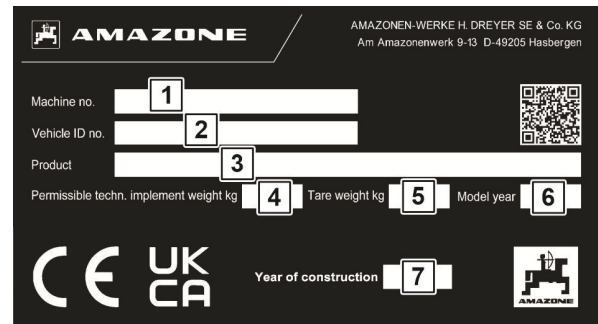 AMAZONE
AMAZONEN-WERKE H. DREYER SE & Co. KG
Am Amazonenwerk 9-13 D-49205 Hasbergen
Machine no. 1
Vehicle ID no. 2
Product 3
Permissible techn. implement weight kg 4 Tare weight kg 5 Model year 6
CE UK
CA
Year of construction 7
AMAZONE